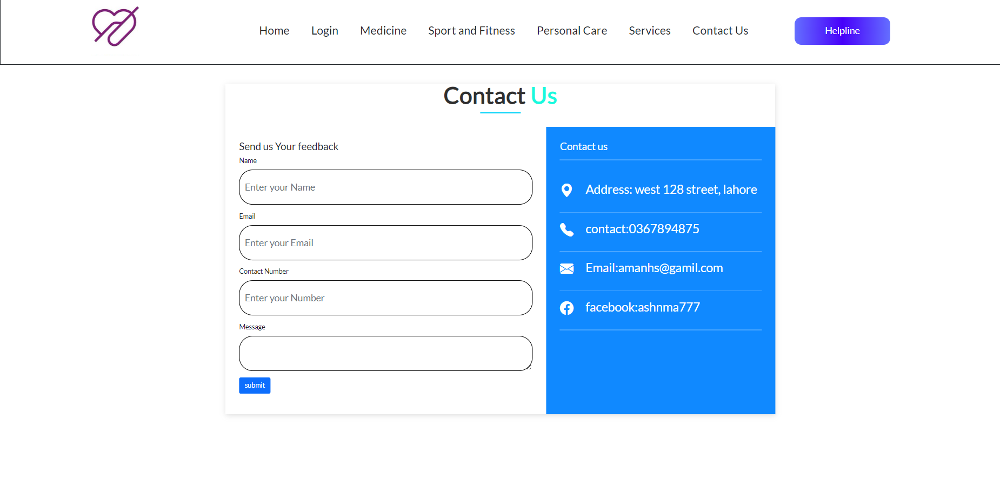 Home Login Medicine Sport and Fitness Personal Care Services Contact Us Helpline
Contact Us
Send us Your feedback
Name
Enter your Name
Email
Enter your Email
Contact Number
Enter your Number
Message
submit
Contact us
Address: west 128 street, lahore
contact:0367894875
Email:amanhs@gamil.com
facebook:ashnma777